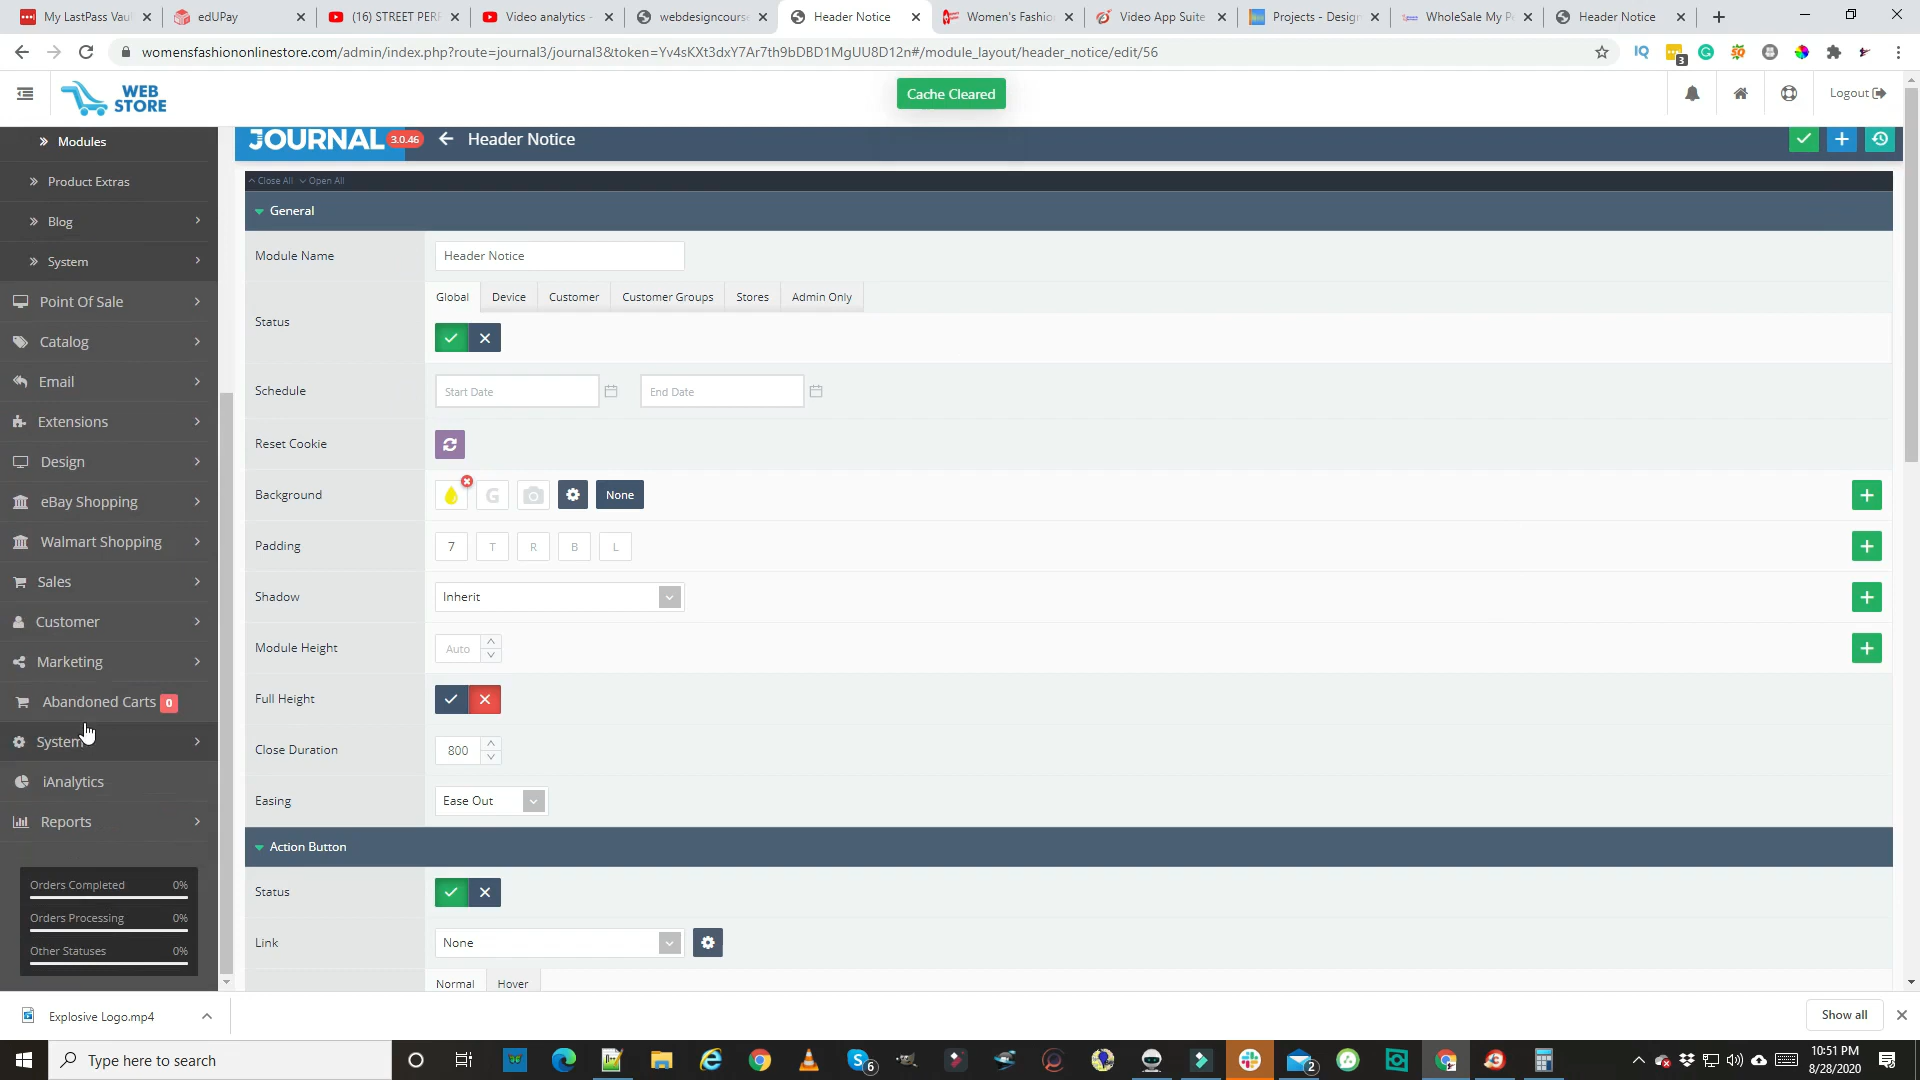 My LastPass Vaul
edUPay
(16) STREET PERF
Video analytics -
webdesigncourse
Header Notice
Women's Fashion
Video App Suite
Projects - Design
WholeSale My P
Header Notice
womensfashiononlinestore.com/admin/index.php?route=journal3/journal3&token=Yv4sKXt3dxY7Ar7th9bDBD1MgUU8D12n#/module_layout/header_notice/edit/56
WEB
STORE
Cache Cleared
Logout
JOURNAL 3.0.46
Header Notice
Modules
Product Extras
Blog
System
Point Of Sale
Catalog
Email
Extensions
Design
eBay Shopping
Walmart Shopping
Sales
Customer
Marketing
Abandoned Carts 0
System
iAnalytics
Reports
Orders Completed 0%
Orders Processing 0%
Other Statuses 0%
Close All Open All
General
Module Name Header Notice
Global Device Customer Customer Groups Stores Admin Only
Status
Schedule Start Date End Date
Reset Cookie
Background G None
Padding 7 T R B L
Shadow Inherit
Module Height Auto
Full Height
Close Duration 800
Easing Ease Out
Action Button
Status
Link None
Normal Hover
Explosive Logo.mp4
Show all
Type here to search
6
2
10:51 PM
8/28/2020